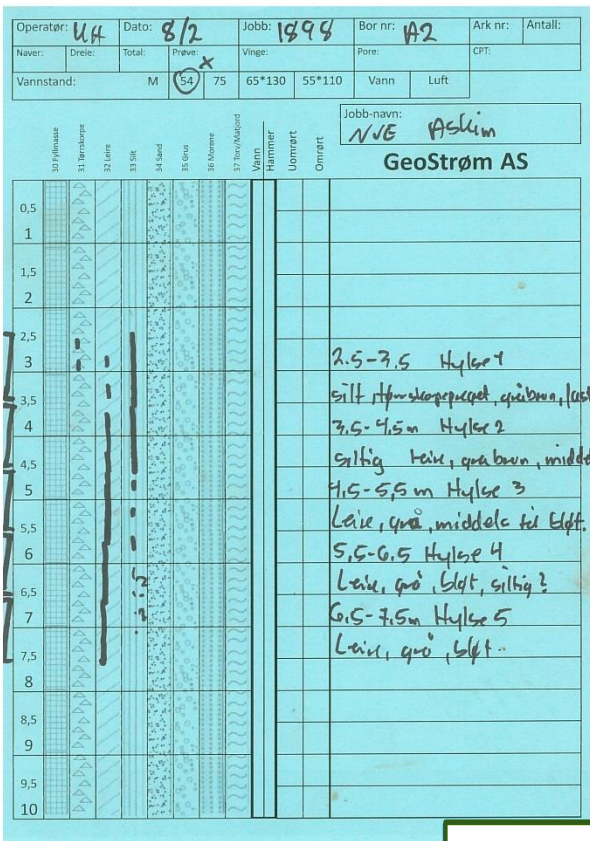 Operatør: UH Dato: 8/2 Jobb: 1898 Bor nr: A2 Ark nr: Antall:
Naver: Dreie: Total: Prøve: x Vinge: Pore: CPT:
Vannstand: M 54 75 65*130 55*110 Vann Luft
Jobb-navn:
NVE Askim
GeoStrøm AS
30 Fyllmasse
31 Tørrskorpe
32 Leire
33 Silt
34 Sand
35 Grus
36 Morene
37 Torv/Matjord
Vann
Hammer
Uomrørt
Omrørt
0,5
1
1,5
2
2,5
3 2.5-3,5 Hylse 1
3,5 silt, tørrskorpepreget, gråbrun, fast
4 3,5-4,5m Hylse 2
4,5 siltig leire, gråbrun, middels
5 4,5-5,5m Hylse 3
5,5 Leire, grå, middels til bløt.
6 5,5-6,5 Hylse 4
6,5 Leire, grå, bløt, siltig?
7 6,5-7,5m Hylse 5
7,5 Leire, grå, bløt.
8
8,5
9
9,5
10